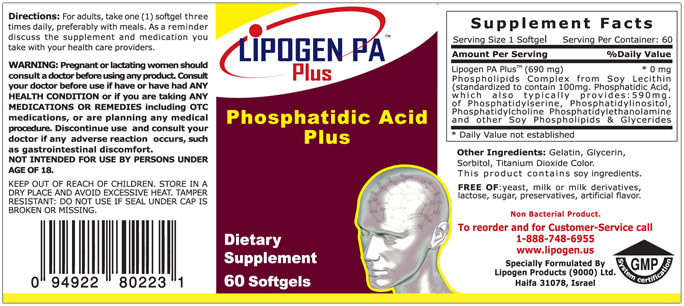 Directions: For adults, take one (1) softgel three
times daily, preferably with meals. As a reminder
discuss the supplement and medication you
take with your health care providers.
WARNING: Pregnant or lactating women should
consult a doctor before using any product. Consult
your doctor before use if have or have had ANY
HEALTH CONDITION or if you are taking ANY
MEDICATIONS OR REMEDIES including OTC
medications, or are planning any medical
procedure. Discontinue use and consult your
doctor if any adverse reaction occurs, such
as gastrointestinal discomfort.
NOT INTENDED FOR USE BY PERSONS UNDER
AGE OF 18.
KEEP OUT OF REACH OF CHILDREN. STORE IN A
DRY PLACE AND AVOID EXCESSIVE HEAT. TAMPER
RESISTANT: DO NOT USE IF SEAL UNDER CAP IS
BROKEN OR MISSING.
0 94922 80223 1
LIPOGEN PA™
Plus
Phosphatidic Acid
Plus
Dietary
Supplement
60 Softgels
Supplement Facts
Serving Size 1 Softgel Serving Per Container: 60
Amount Per Serving %Daily Value
Lipogen PA Plus™ (690 mg) * 0 mg
Phospholipids Complex from Soy Lecithin
(standardized to contain 100mg. Phosphatidic Acid,
which also typically provides:590mg.
of Phosphatidylserine, Phosphatidylinositol,
Phosphatidylcholine Phosphatidylethanolamine
and other Soy Phospholipids & Glycerides
* Daily Value not established
Other Ingredients: Gelatin, Glycerin,
Sorbitol, Titanium Dioxide Color.
This product contains soy ingredients.
FREE OF:yeast, milk or milk derivatives,
lactose, sugar, preservatives, artificial flavor.
Non Bacterial Product.
To reorder and for Customer-Service call
1-888-748-6955
www.lipogen.us
Specially Formulated By
Lipogen Products (9000) Ltd.
Haifa 31078, Israel
GMP
System certification